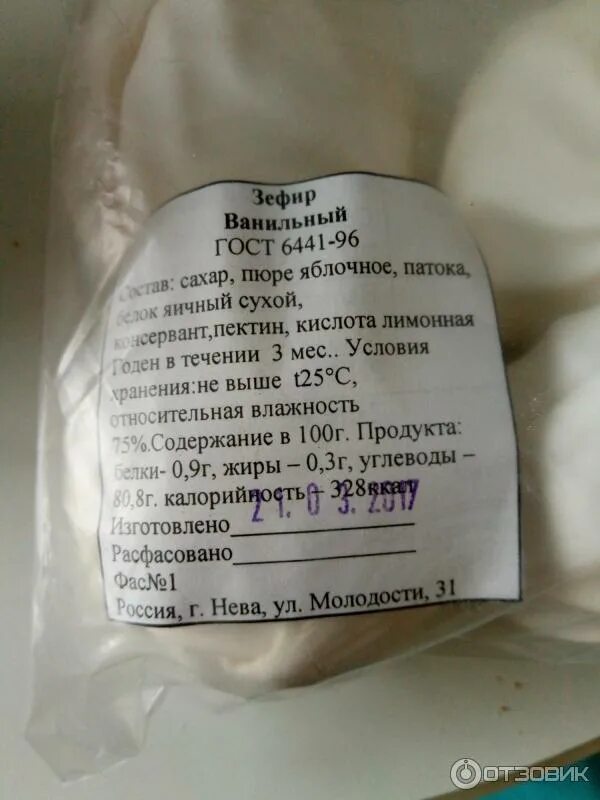 Зефир
Ванильный
ГОСТ 6441-96
Состав: сахар, пюре яблочное, патока,
белок яичный сухой,
консервант,пектин, кислота лимонная
Годен в течении 3 мес.. Условия
хранения:не выше t25°C,
относительная влажность
75%.Содержание в 100г. Продукта:
белки- 0,9г, жиры – 0,3г, углеводы –
80,8г. калорийность – 328ккал
21.03.2017
Изготовлено
Расфасовано
Фас№1
Россия, г. Нева, ул. Молодости, 31
ОТЗОВИК